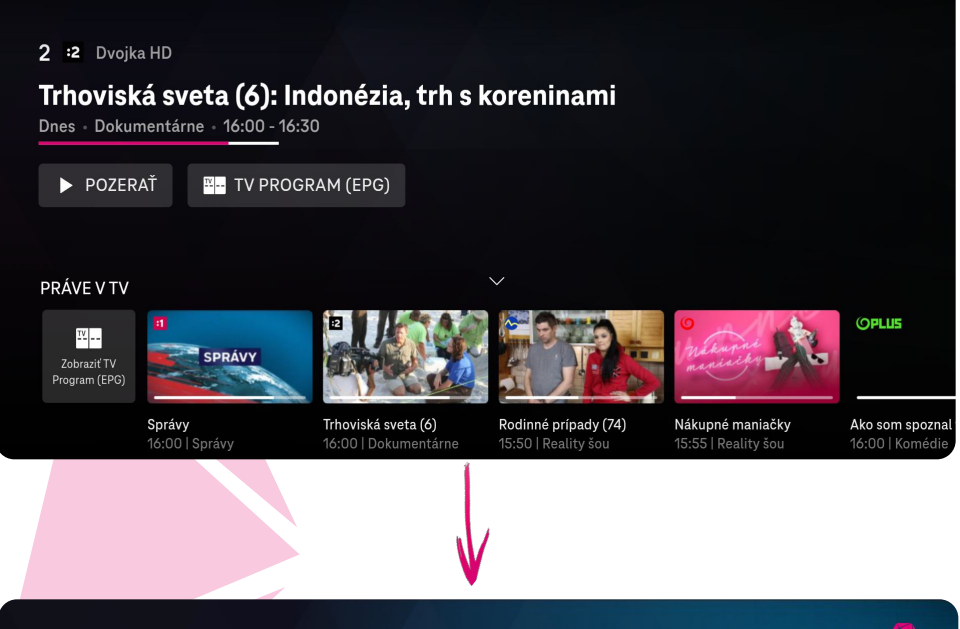 2 :2 Dvojka HD
Trhoviská sveta (6): Indonézia, trh s koreninami
Dnes • Dokumentárne • 16:00 - 16:30
POZERAŤ
TV TV PROGRAM (EPG)
PRÁVE V TV
TV
Zobraziť TV
Program (EPG)
:1
SPRÁVY
Správy
16:00 | Správy
:2
Trhoviská sveta (6)
16:00 | Dokumentárne
Rodinné prípady (74)
15:50 | Reality šou
Nákupné
maniačky
Nákupné maniačky
15:55 | Reality šou
PLUS
Ako som spoznal
16:00 | Komédie